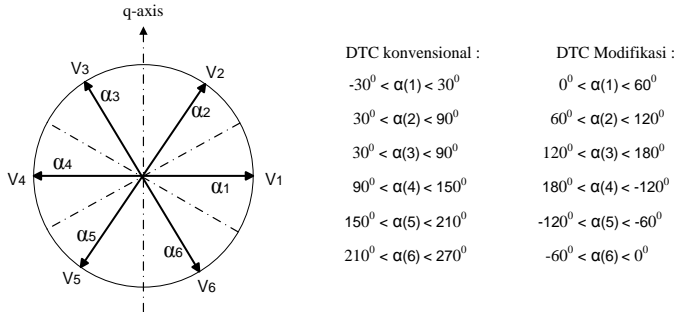 q-axis
V3
V2
α3
α2
V4
α4
α1
V1
α5
α6
V5
V6
DTC konvensional :
-30⁰ < α(1) < 30⁰
30⁰ < α(2) < 90⁰
30⁰ < α(3) < 90⁰
90⁰ < α(4) < 150⁰
150⁰ < α(5) < 210⁰
210⁰ < α(6) < 270⁰
DTC Modifikasi :
0⁰ < α(1) < 60⁰
60⁰ < α(2) < 120⁰
120⁰ < α(3) < 180⁰
180⁰ < α(4) < -120⁰
-120⁰ < α(5) < -60⁰
-60⁰ < α(6) < 0⁰